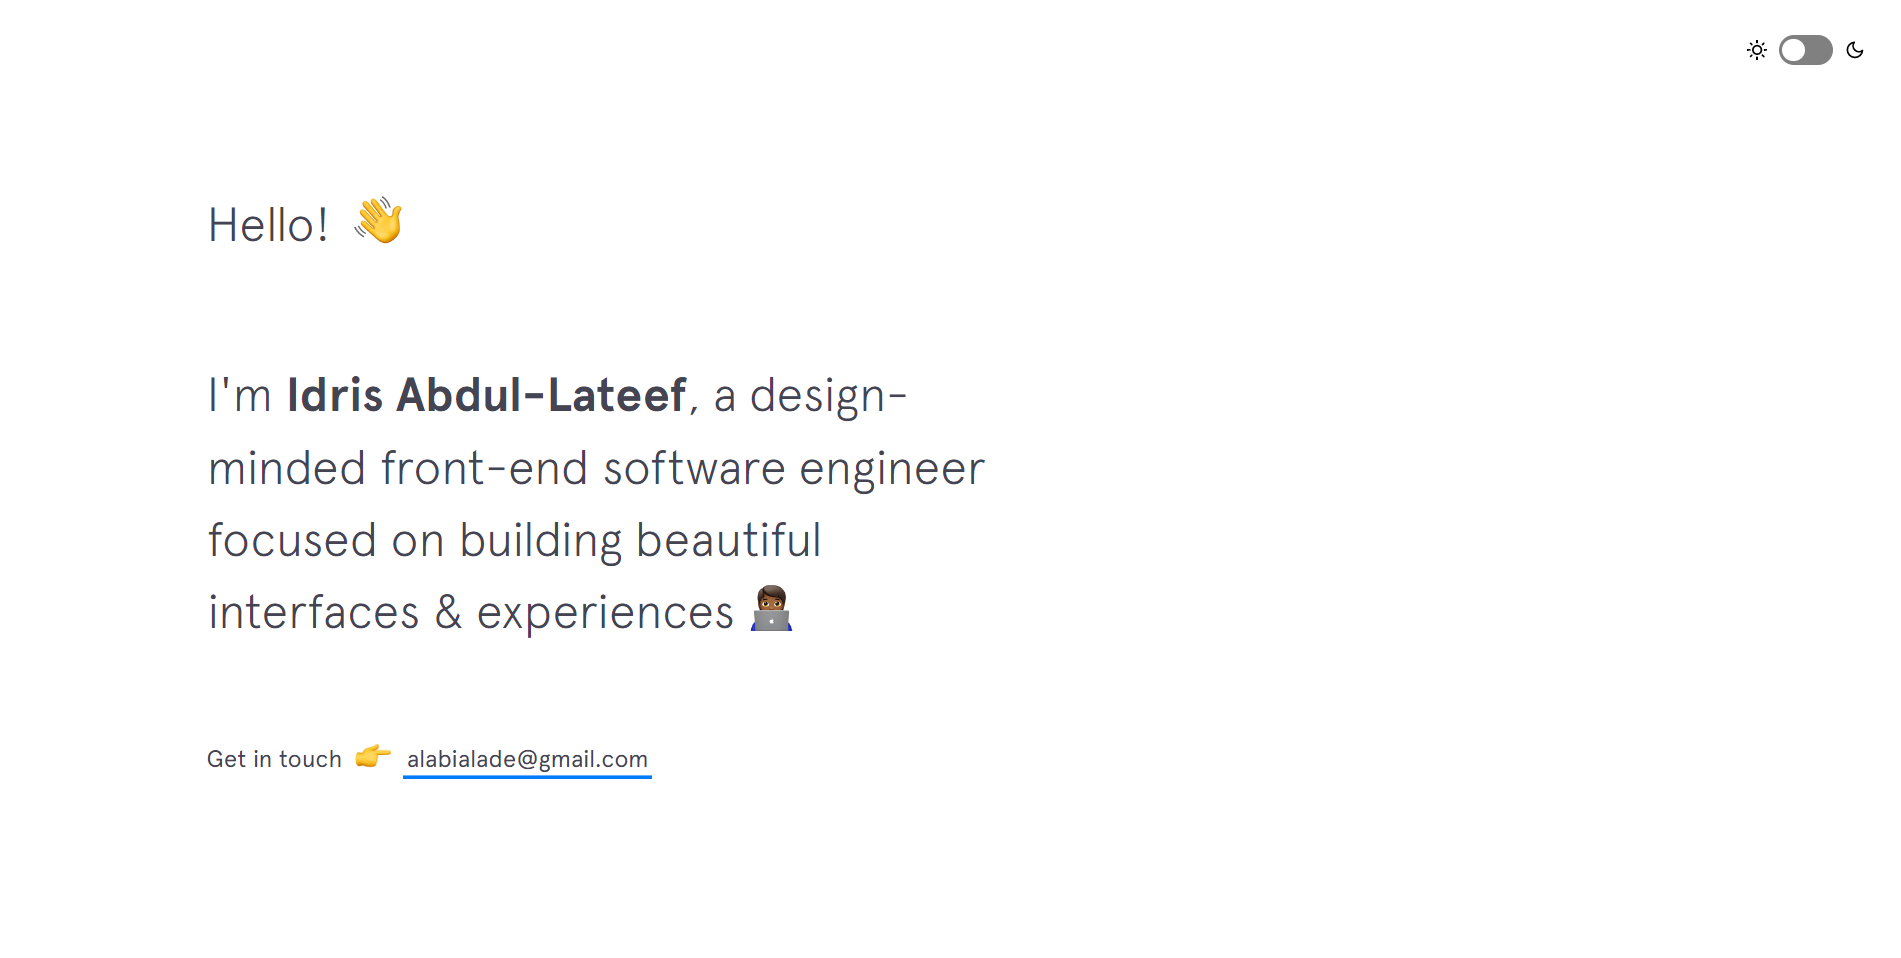 Hello! 👋
I'm Idris Abdul-Lateef, a design-
minded front-end software engineer
focused on building beautiful
interfaces & experiences 👨🏾‍💻
Get in touch 👉 alabialade@gmail.com